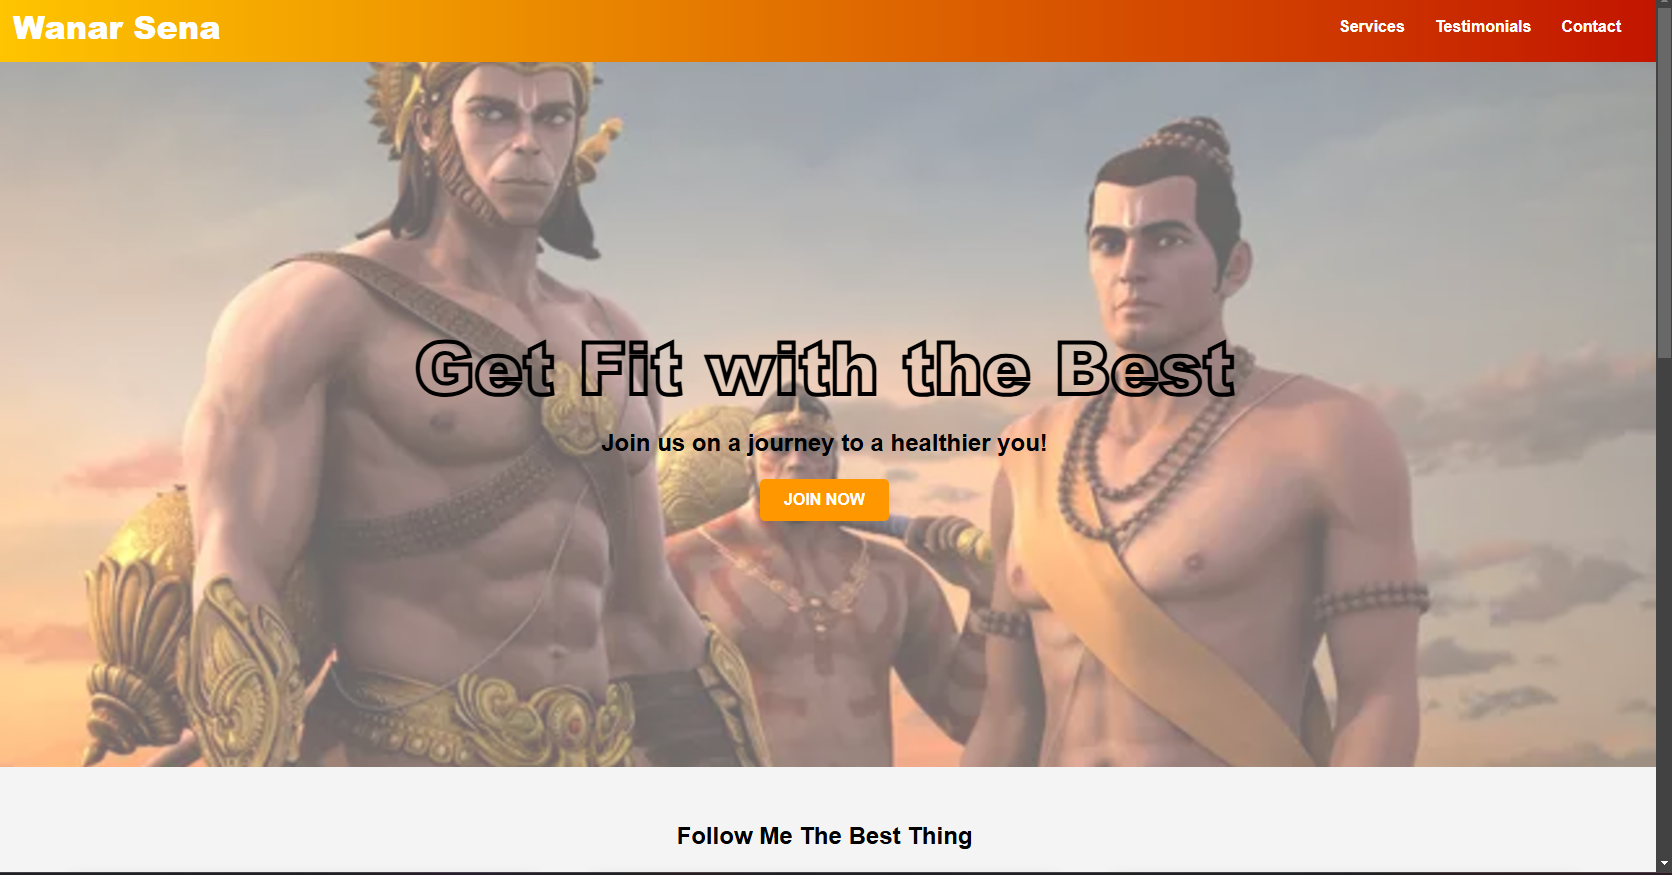 Wanar Sena
Services Testimonials Contact
Get Fit with the Best
Join us on a journey to a healthier you!
JOIN NOW
Follow Me The Best Thing